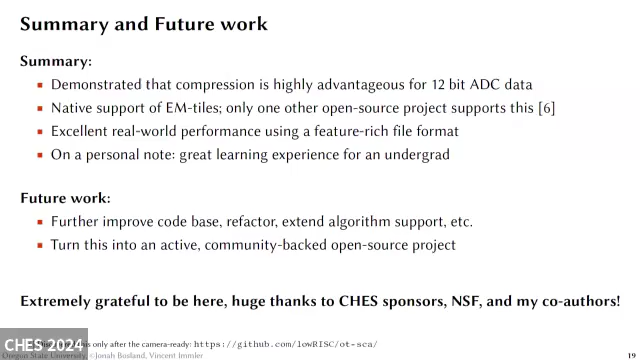 Summary and Future work
Summary:
Demonstrated that compression is highly advantageous for 12 bit ADC data
Native support of EM-tiles; only one other open-source project supports this [6]
Excellent real-world performance using a feature-rich file format
On a personal note: great learning experience for an undergrad
Future work:
Further improve code base, refactor, extend algorithm support, etc.
Turn this into an active, community-backed open-source project
Extremely grateful to be here, huge thanks to CHES sponsors, NSF, and my co-authors!
CHES 2024
this only after the camera-ready: https://github.com/lowRISC/ot-sca/
Oregon State University, ©Jonah Bosland, Vincent Immler
19